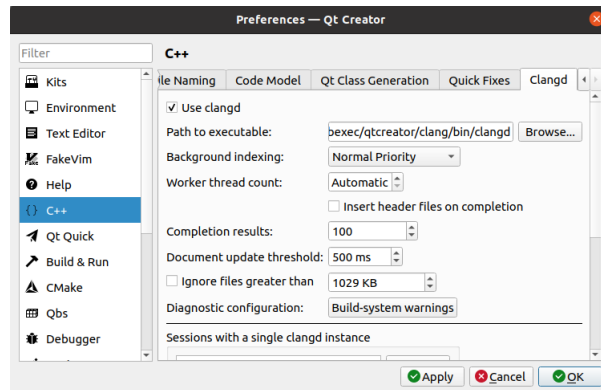 Preferences — Qt Creator
Filter
Kits
Environment
Text Editor
FakeVim
Help
C++
Qt Quick
Build & Run
CMake
Qbs
Debugger
C++
le Naming Code Model Qt Class Generation Quick Fixes Clangd
Use clangd
Path to executable: bexec/qtcreator/clang/bin/clangd Browse...
Background indexing: Normal Priority
Worker thread count: Automatic
Insert header files on completion
Completion results: 100
Document update threshold: 500 ms
Ignore files greater than 1029 KB
Diagnostic configuration: Build-system warnings
Sessions with a single clangd instance
Apply Cancel OK